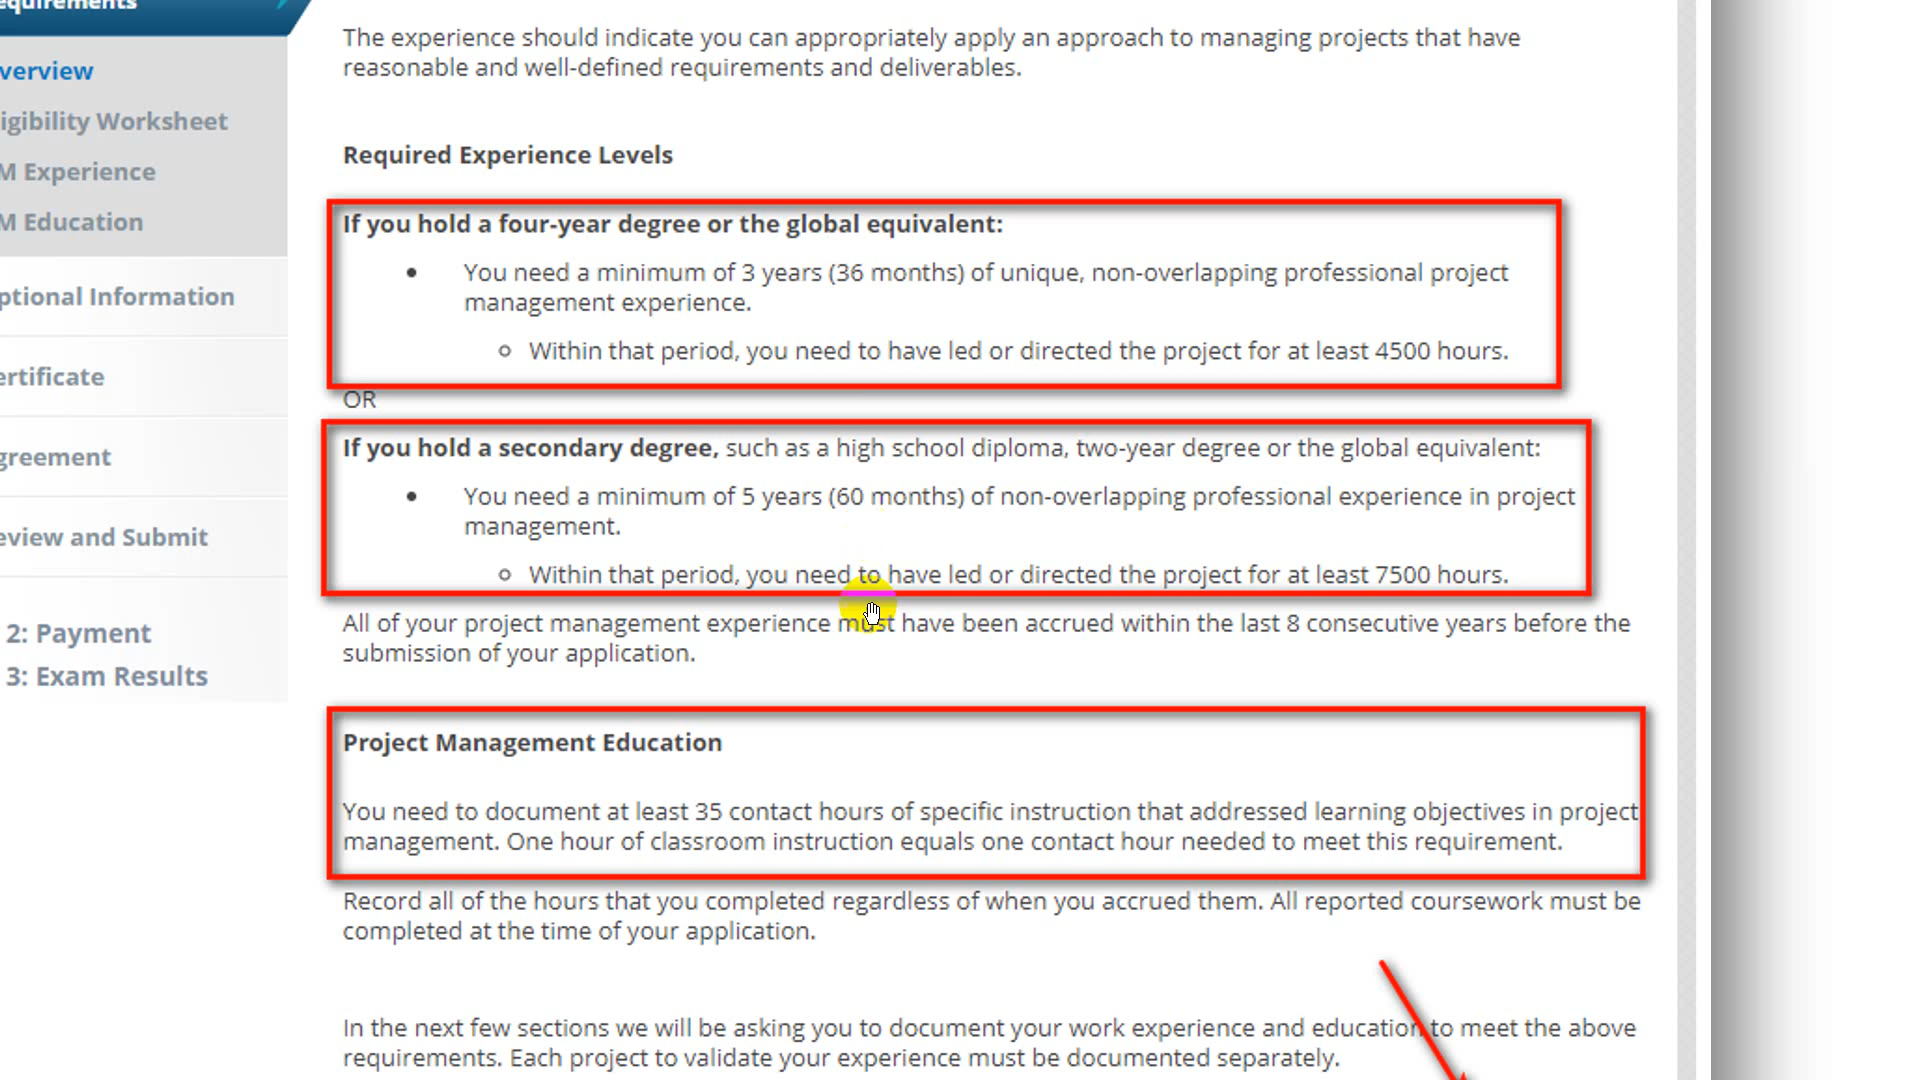 equirements
verview
igibility Worksheet
M Experience
M Education
ptional Information
ertificate
greement
eview and Submit
2: Payment
3: Exam Results
The experience should indicate you can appropriately apply an approach to managing projects that have
reasonable and well-defined requirements and deliverables.
Required Experience Levels
If you hold a four-year degree or the global equivalent:
• You need a minimum of 3 years (36 months) of unique, non-overlapping professional project
management experience.
○ Within that period, you need to have led or directed the project for at least 4500 hours.
OR
If you hold a secondary degree, such as a high school diploma, two-year degree or the global equivalent:
• You need a minimum of 5 years (60 months) of non-overlapping professional experience in project
management.
○ Within that period, you need to have led or directed the project for at least 7500 hours.
All of your project management experience must have been accrued within the last 8 consecutive years before the
submission of your application.
Project Management Education
You need to document at least 35 contact hours of specific instruction that addressed learning objectives in project
management. One hour of classroom instruction equals one contact hour needed to meet this requirement.
Record all of the hours that you completed regardless of when you accrued them. All reported coursework must be
completed at the time of your application.
In the next few sections we will be asking you to document your work experience and education to meet the above
requirements. Each project to validate your experience must be documented separately.